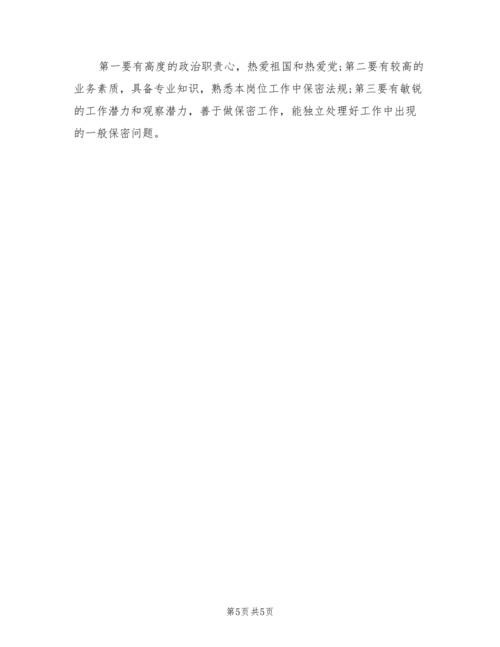 第一要有高度的政治职责心，热爱祖国和热爱党;第二要有较高的
业务素质，具备专业知识，熟悉本岗位工作中保密法规;第三要有敏锐
的工作潜力和观察潜力，善于做保密工作，能独立处理好工作中出现
的一般保密问题。
第5页共5页